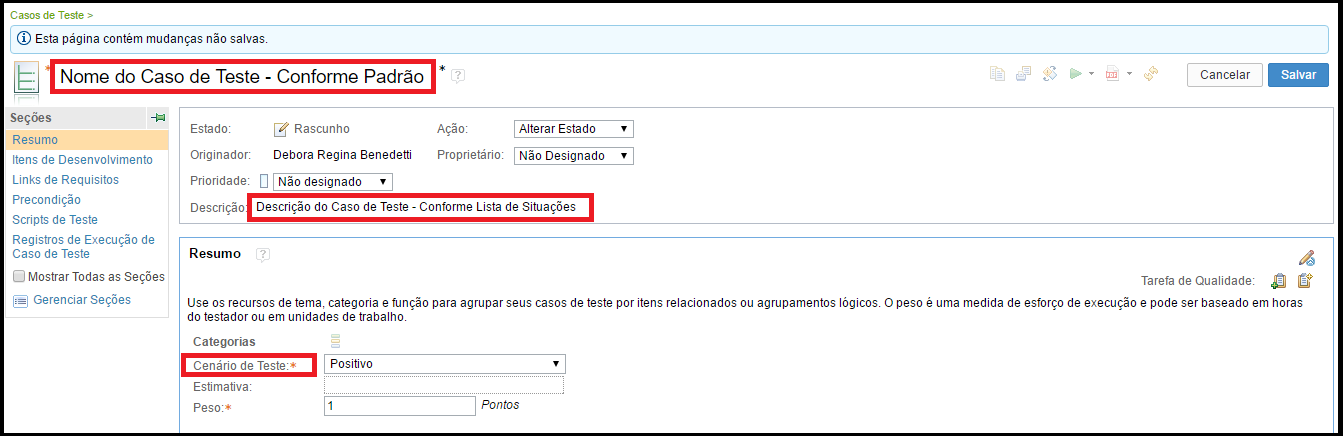 Casos de Teste >
Esta página contém mudanças não salvas.
* Nome do Caso de Teste - Conforme Padrão * ?
Cancelar
Salvar
Seções
Resumo
Itens de Desenvolvimento
Links de Requisitos
Precondição
Scripts de Teste
Registros de Execução de
Caso de Teste
Mostrar Todas as Seções
Gerenciar Seções
Estado: Rascunho Ação: Alterar Estado
Originador: Debora Regina Benedetti Proprietário: Não Designado
Prioridade: Não designado
Descrição: Descrição do Caso de Teste - Conforme Lista de Situações
Resumo ?
Tarefa de Qualidade:
Use os recursos de tema, categoria e função para agrupar seus casos de teste por itens relacionados ou agrupamentos lógicos. O peso é uma medida de esforço de execução e pode ser baseado em horas
do testador ou em unidades de trabalho.
Categorias
Cenário de Teste:* Positivo
Estimativa:
Peso:* 1 Pontos